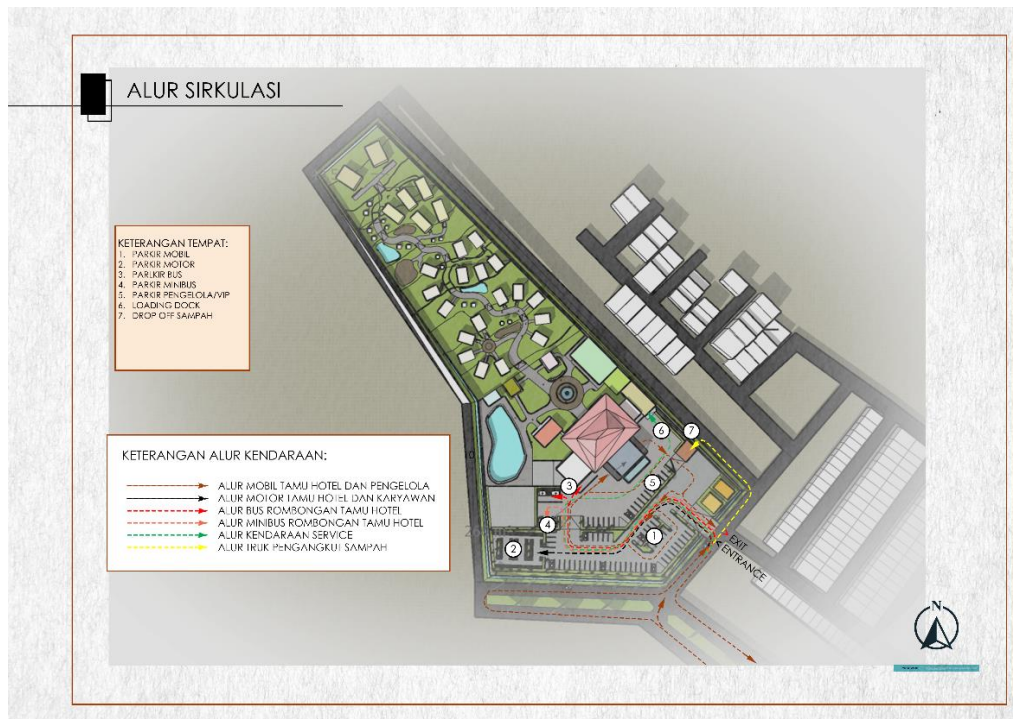 ALUR SIRKULASI
KETERANGAN TEMPAT:
1. PARKIR MOBIL
2. PARKIR MOTOR
3. PARLKIR BUS
4. PARKIR MINIBUS
5. PARKIR PENGELOLA/VIP
6. LOADING DOCK
7. DROP OFF SAMPAH
KETERANGAN ALUR KENDARAAN:
ALUR MOBIL TAMU HOTEL DAN PENGELOLA
ALUR MOTOR TAMU HOTEL DAN KARYAWAN
ALUR BUS ROMBONGAN TAMU HOTEL
ALUR MINIBUS ROMBONGAN TAMU HOTEL
ALUR KENDARAAN SERVICE
ALUR TRUK PENGANGKUT SAMPAH
6
7
3
5
4
2
1
EXIT
ENTRANCE
N